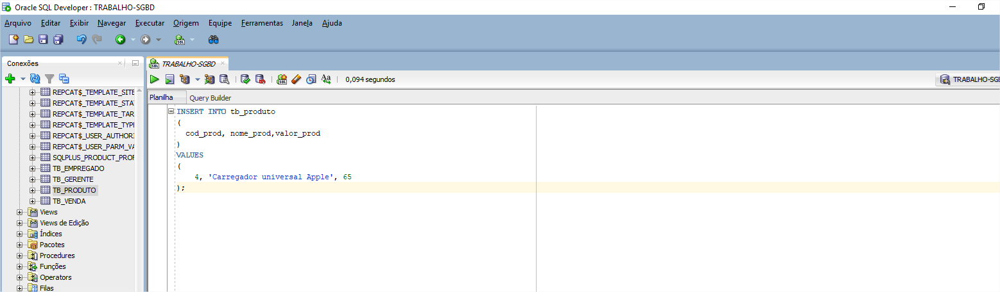 Oracle SQL Developer : TRABALHO-SGBD
Arquivo Editar Exibir Navegar Executar Origem Equipe Ferramentas Janela Ajuda
Conexões
TRABALHO-SGBD
0,094 segundos
TRABALHO-SGB
Planilha
Query Builder
REPCAT$_TEMPLATE_SITE
REPCAT$_TEMPLATE_STA
REPCAT$_TEMPLATE_TAR
REPCAT$_TEMPLATE_TYPE
REPCAT$_USER_AUTHORI
REPCAT$_USER_PARM_VA
SQLPLUS_PRODUCT_PROF
TB_EMPREGADO
TB_GERENTE
TB_PRODUTO
TB_VENDA
Views
Views de Edição
Índices
Pacotes
Procedures
Funções
Operators
Filas
INSERT INTO tb_produto
(
cod_prod, nome_prod,valor_prod
)
VALUES
(
4, 'Carregador universal Apple', 65
);